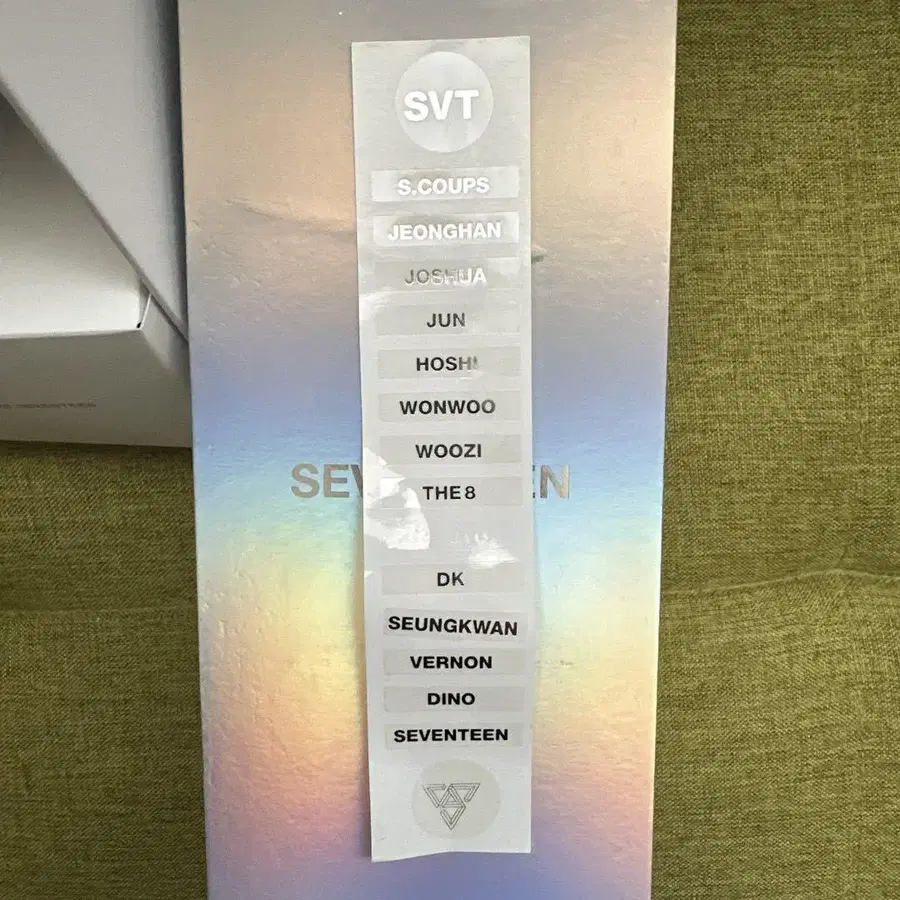 SVT
S.COUPS
JEONGHAN
JOSHUA
JUN
HOSHI
WONWOO
WOOZI
THE 8
DK
SEUNGKWAN
VERNON
DINO
SEVENTEEN